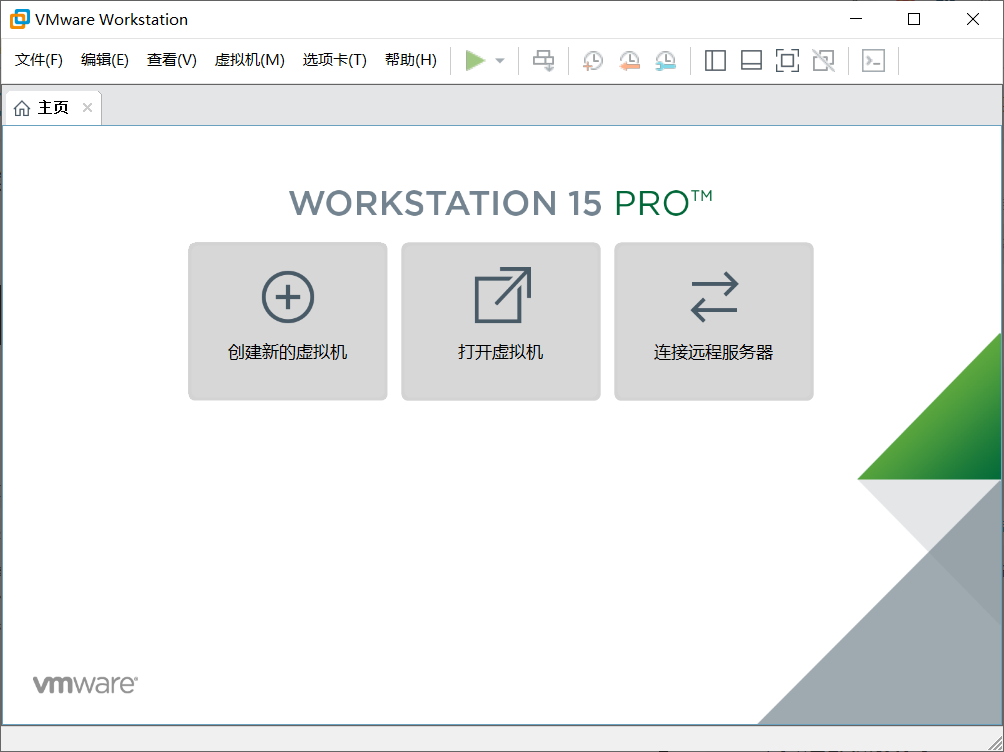 VMware Workstation
文件(F) 编辑(E) 查看(V) 虚拟机(M) 选项卡(T) 帮助(H)
主页
WORKSTATION 15 PRO™
创建新的虚拟机 打开虚拟机 连接远程服务器
vmware®